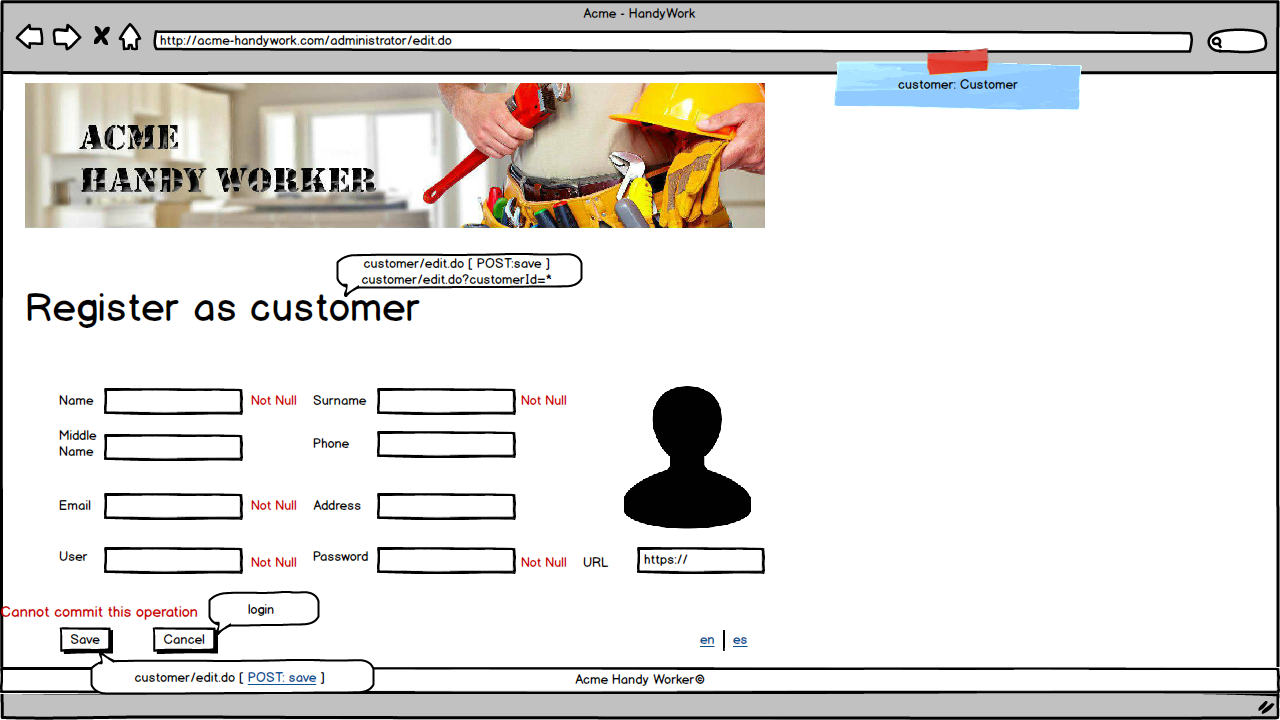 Acme - HandyWork
http://acme-handywork.com/administrator/edit.do
customer: Customer
ACME
HANDY WORKER
customer/edit.do [ POST:save ]
customer/edit.do?customerId=*
Register as customer
Name Not Null Surname Not Null
Middle
Name
Phone
Email Not Null Address
User Not Null Password Not Null URL https://
Cannot commit this operation
login
Save Cancel en es
customer/edit.do [ POST: save ]
Acme Handy Worker©